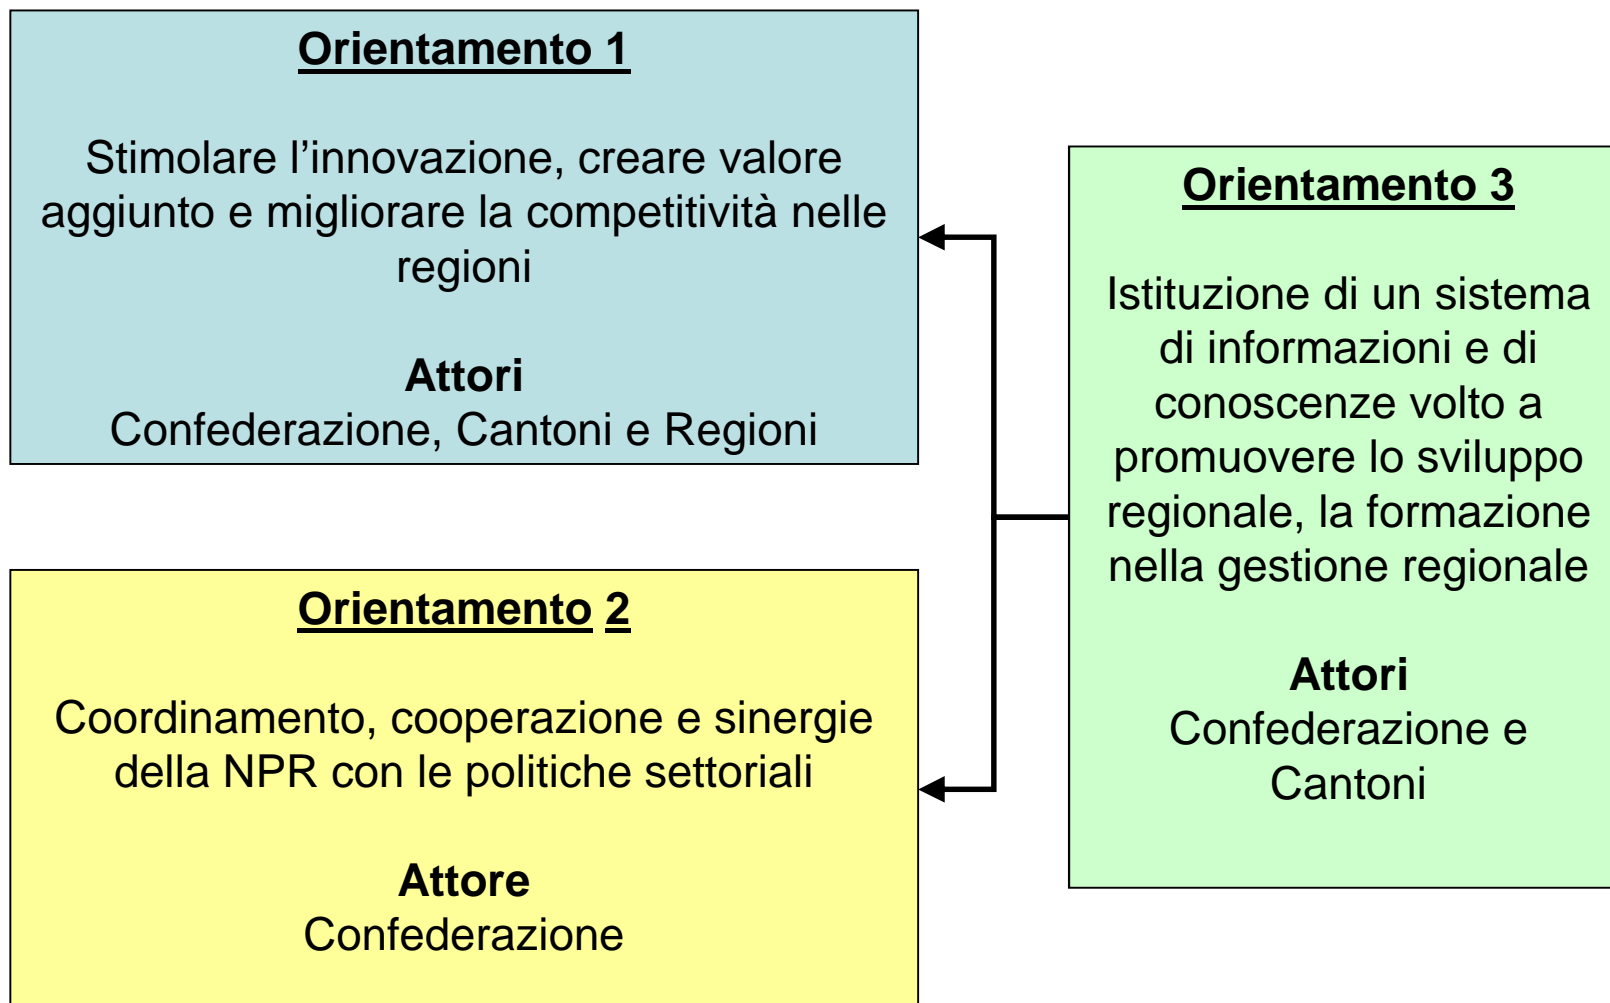 Orientamento 1
Stimolare l’innovazione, creare valore
aggiunto e migliorare la competitività nelle
regioni
Attori
Confederazione, Cantoni e Regioni
Orientamento 2
Coordinamento, cooperazione e sinergie
della NPR con le politiche settoriali
Attore
Confederazione
Orientamento 3
Istituzione di un sistema
di informazioni e di
conoscenze volto a
promuovere lo sviluppo
regionale, la formazione
nella gestione regionale
Attori
Confederazione e
Cantoni